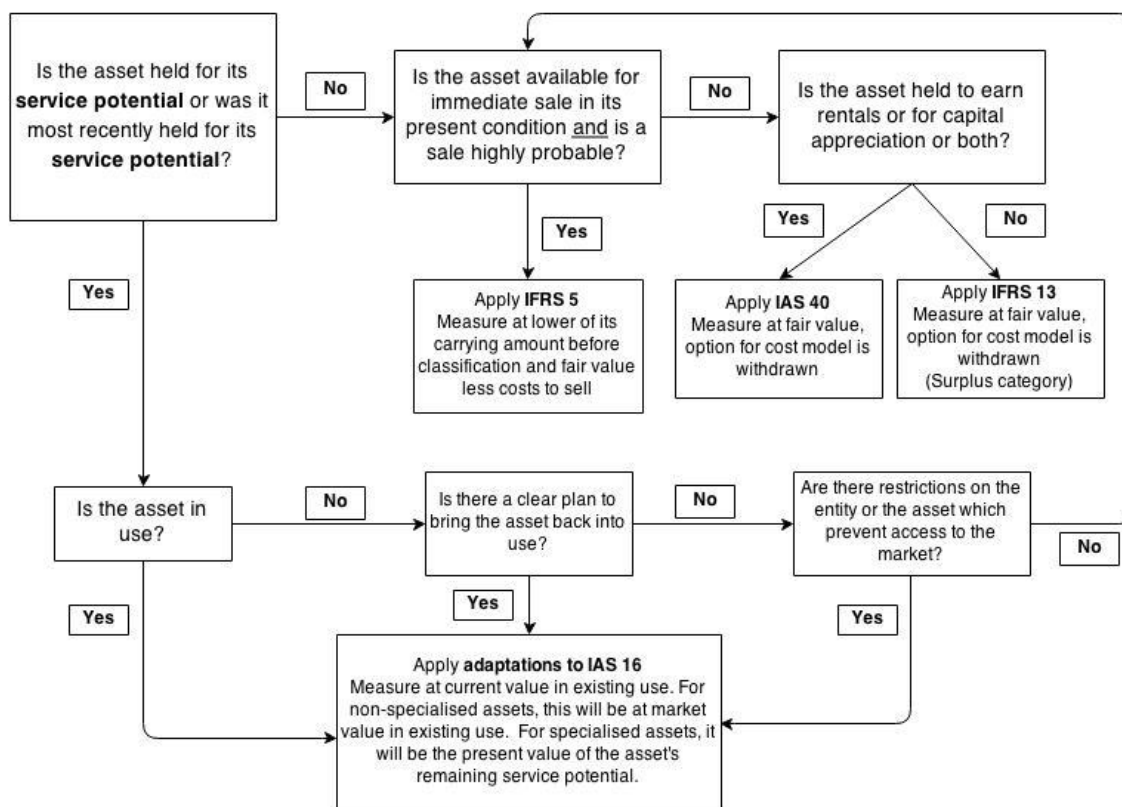 Is the asset held for its
service potential or was it
most recently held for its
service potential?
No
Is the asset available for
immediate sale in its
present condition and is a
sale highly probable?
No
Is the asset held to earn
rentals or for capital
appreciation or both?
Yes
Yes
Yes
No
Apply IFRS 5
Measure at lower of its
carrying amount before
classification and fair value
less costs to sell
Apply IAS 40
Measure at fair value,
option for cost model is
withdrawn
Apply IFRS 13
Measure at fair value,
option for cost model is
withdrawn
(Surplus category)
Is the asset in
use?
No
Is there a clear plan to
bring the asset back into
use?
No
Are there restrictions on the
entity or the asset which
prevent access to the
market?
No
Yes
Yes
Yes
Apply adaptations to IAS 16
Measure at current value in existing use. For
non-specialised assets, this will be at market
value in existing use. For specialised assets, it
will be the present value of the asset's
remaining service potential.